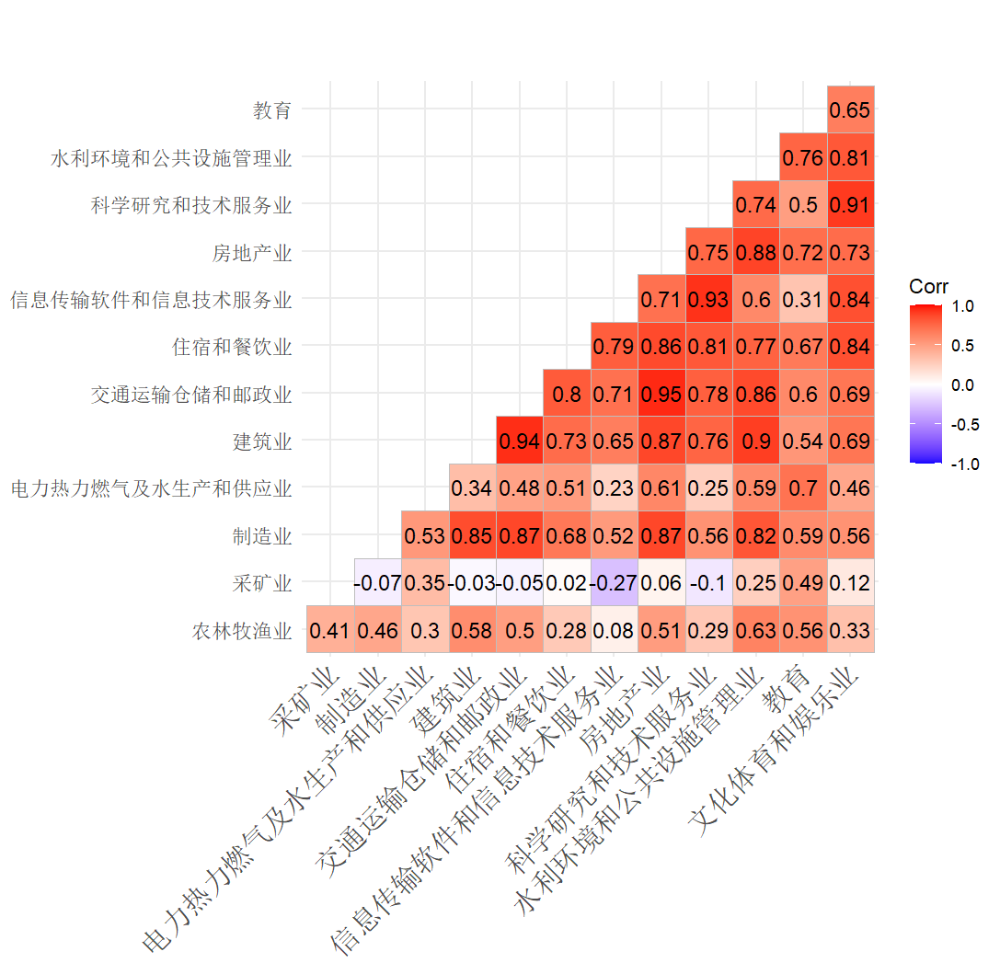 教育 0.65
水利环境和公共设施管理业 0.76 0.81
科学研究和技术服务业 0.74 0.5 0.91
房地产业 0.75 0.88 0.72 0.73
信息传输软件和信息技术服务业 0.71 0.93 0.6 0.31 0.84
住宿和餐饮业 0.79 0.86 0.81 0.77 0.67 0.84
交通运输仓储和邮政业 0.8 0.71 0.95 0.78 0.86 0.6 0.69
建筑业 0.94 0.73 0.65 0.87 0.76 0.9 0.54 0.69
电力热力燃气及水生产和供应业 0.34 0.48 0.51 0.23 0.61 0.25 0.59 0.7 0.46
制造业 0.53 0.85 0.87 0.68 0.52 0.87 0.56 0.82 0.59 0.56
采矿业 -0.07 0.35 -0.03 -0.05 0.02 -0.27 0.06 -0.1 0.25 0.49 0.12
农林牧渔业 0.41 0.46 0.3 0.58 0.5 0.28 0.08 0.51 0.29 0.63 0.56 0.33
采矿业
制造业
电力热力燃气及水生产和供应业
建筑业
交通运输仓储和邮政业
住宿和餐饮业
信息传输软件和信息技术服务业
房地产业
科学研究和技术服务业
水利环境和公共设施管理业
教育
文化体育和娱乐业
Corr
1.0
0.5
0.0
-0.5
-1.0